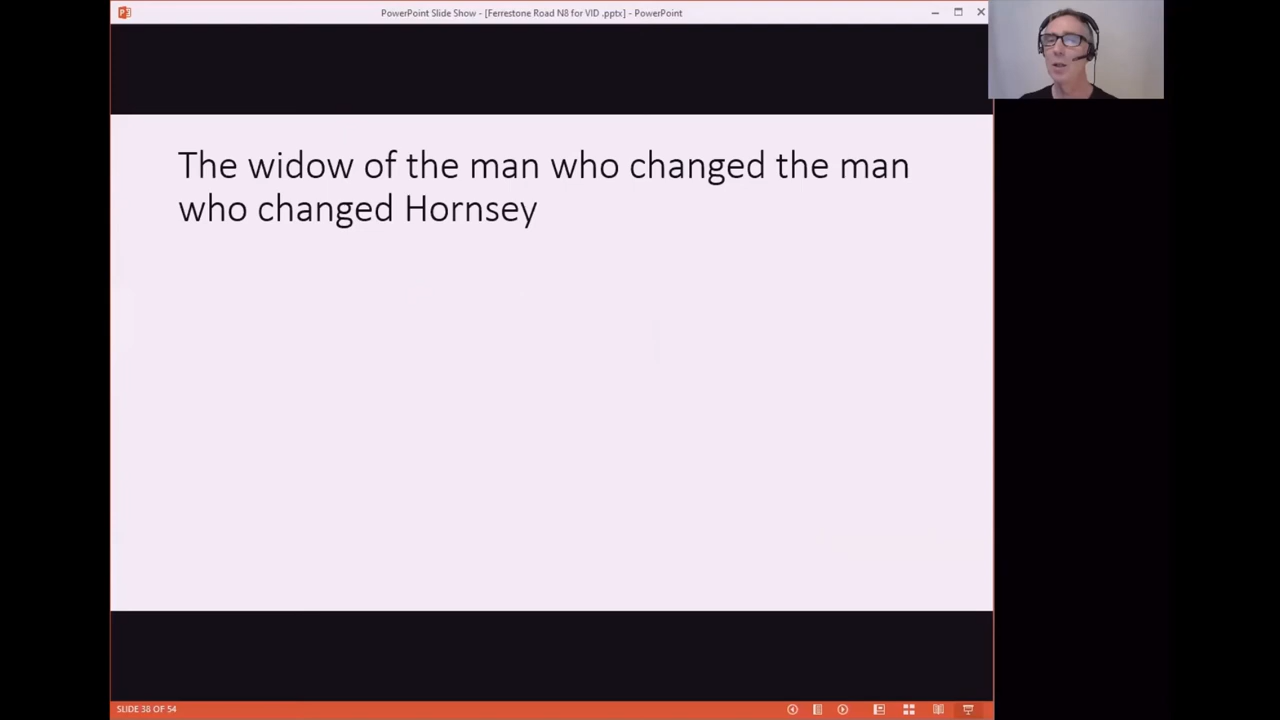 PowerPoint Slide Show - [Ferrestone Road N8 for VID .pptx] - PowerPoint
The widow of the man who changed the man
who changed Hornsey
SLIDE 38 OF 54